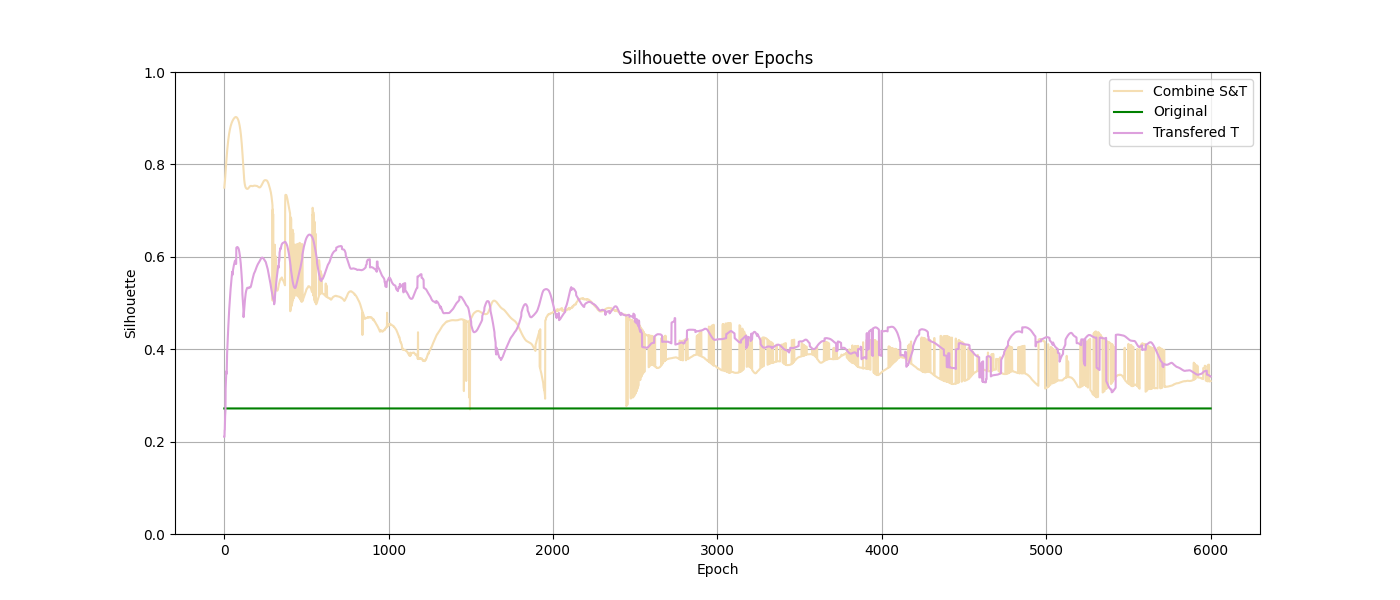 Silhouette over Epochs
Combine S&T
Original
Transfered T
Silhouette
1.0
0.8
0.6
0.4
0.2
0.0
0 1000 2000 3000 4000 5000 6000
Epoch